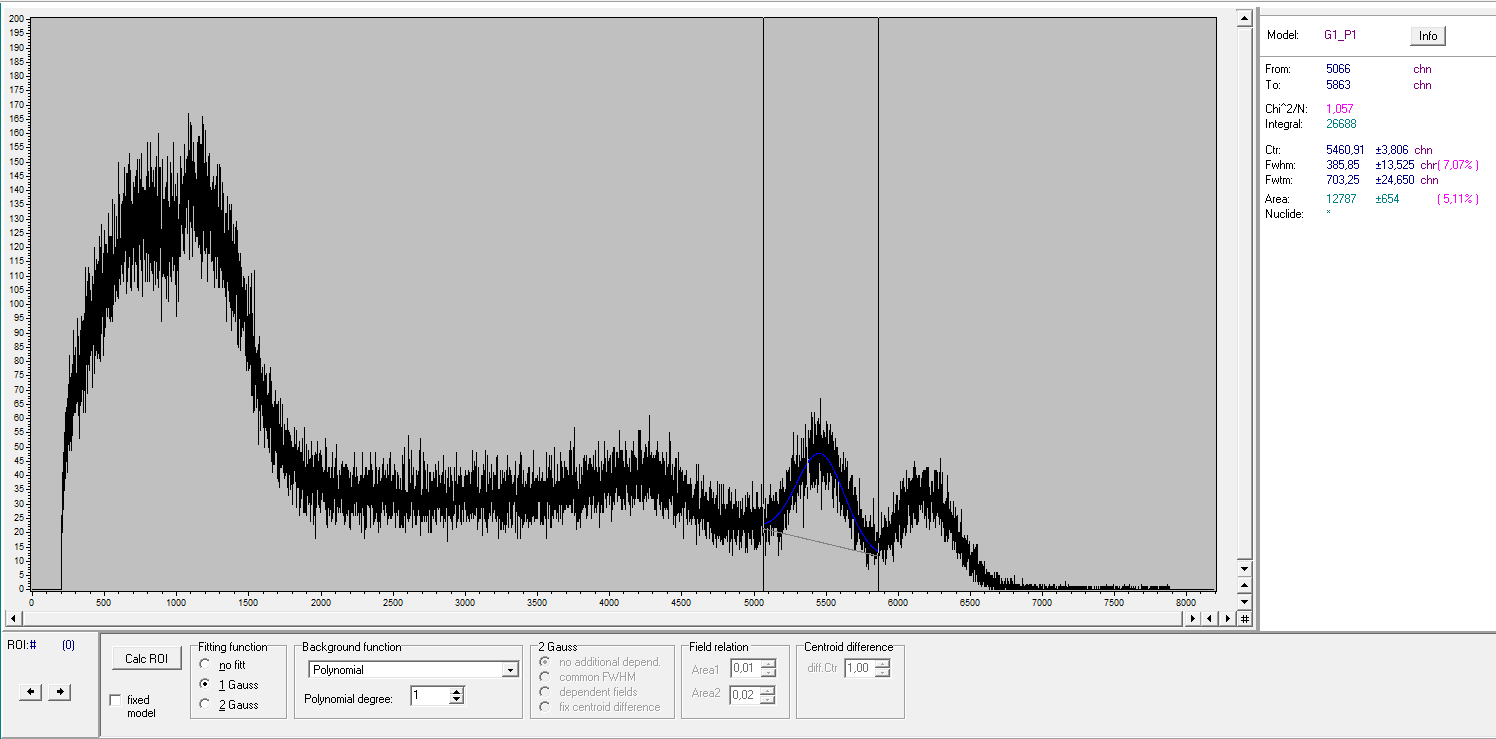 200
195
190
185
180
175
170
165
160
155
150
145
140
135
130
125
120
115
110
105
100
95
90
85
80
75
70
65
60
55
50
45
40
35
30
25
20
15
10
5
0
0 500 1000 1500 2000 2500 3000 3500 4000 4500 5000 5500 6000 6500 7000 7500 8000
Model: G1_P1 Info
From: 5066 chn
To: 5863 chn
Chi^2/N: 1,057
Integral: 26688
Ctr: 5460,91 ±3,806 chn
Fwhm: 385,85 ±13,525 chr( 7,07% )
Fwtm: 703,25 ±24,650 chn
Area: 12787 ±654 ( 5,11% )
Nuclide: *
ROI:# (0)
Calc ROI
fixed
model
Fitting function
no fitt
1 Gauss
2 Gauss
Background function
Polynomial
Polynomial degree: 1
2 Gauss
no additional depend.
common FWHM
dependent fields
fix centroid difference
Field relation
Area1 0,01
Area2 0,02
Centroid difference
diff.Ctr 1,00
#